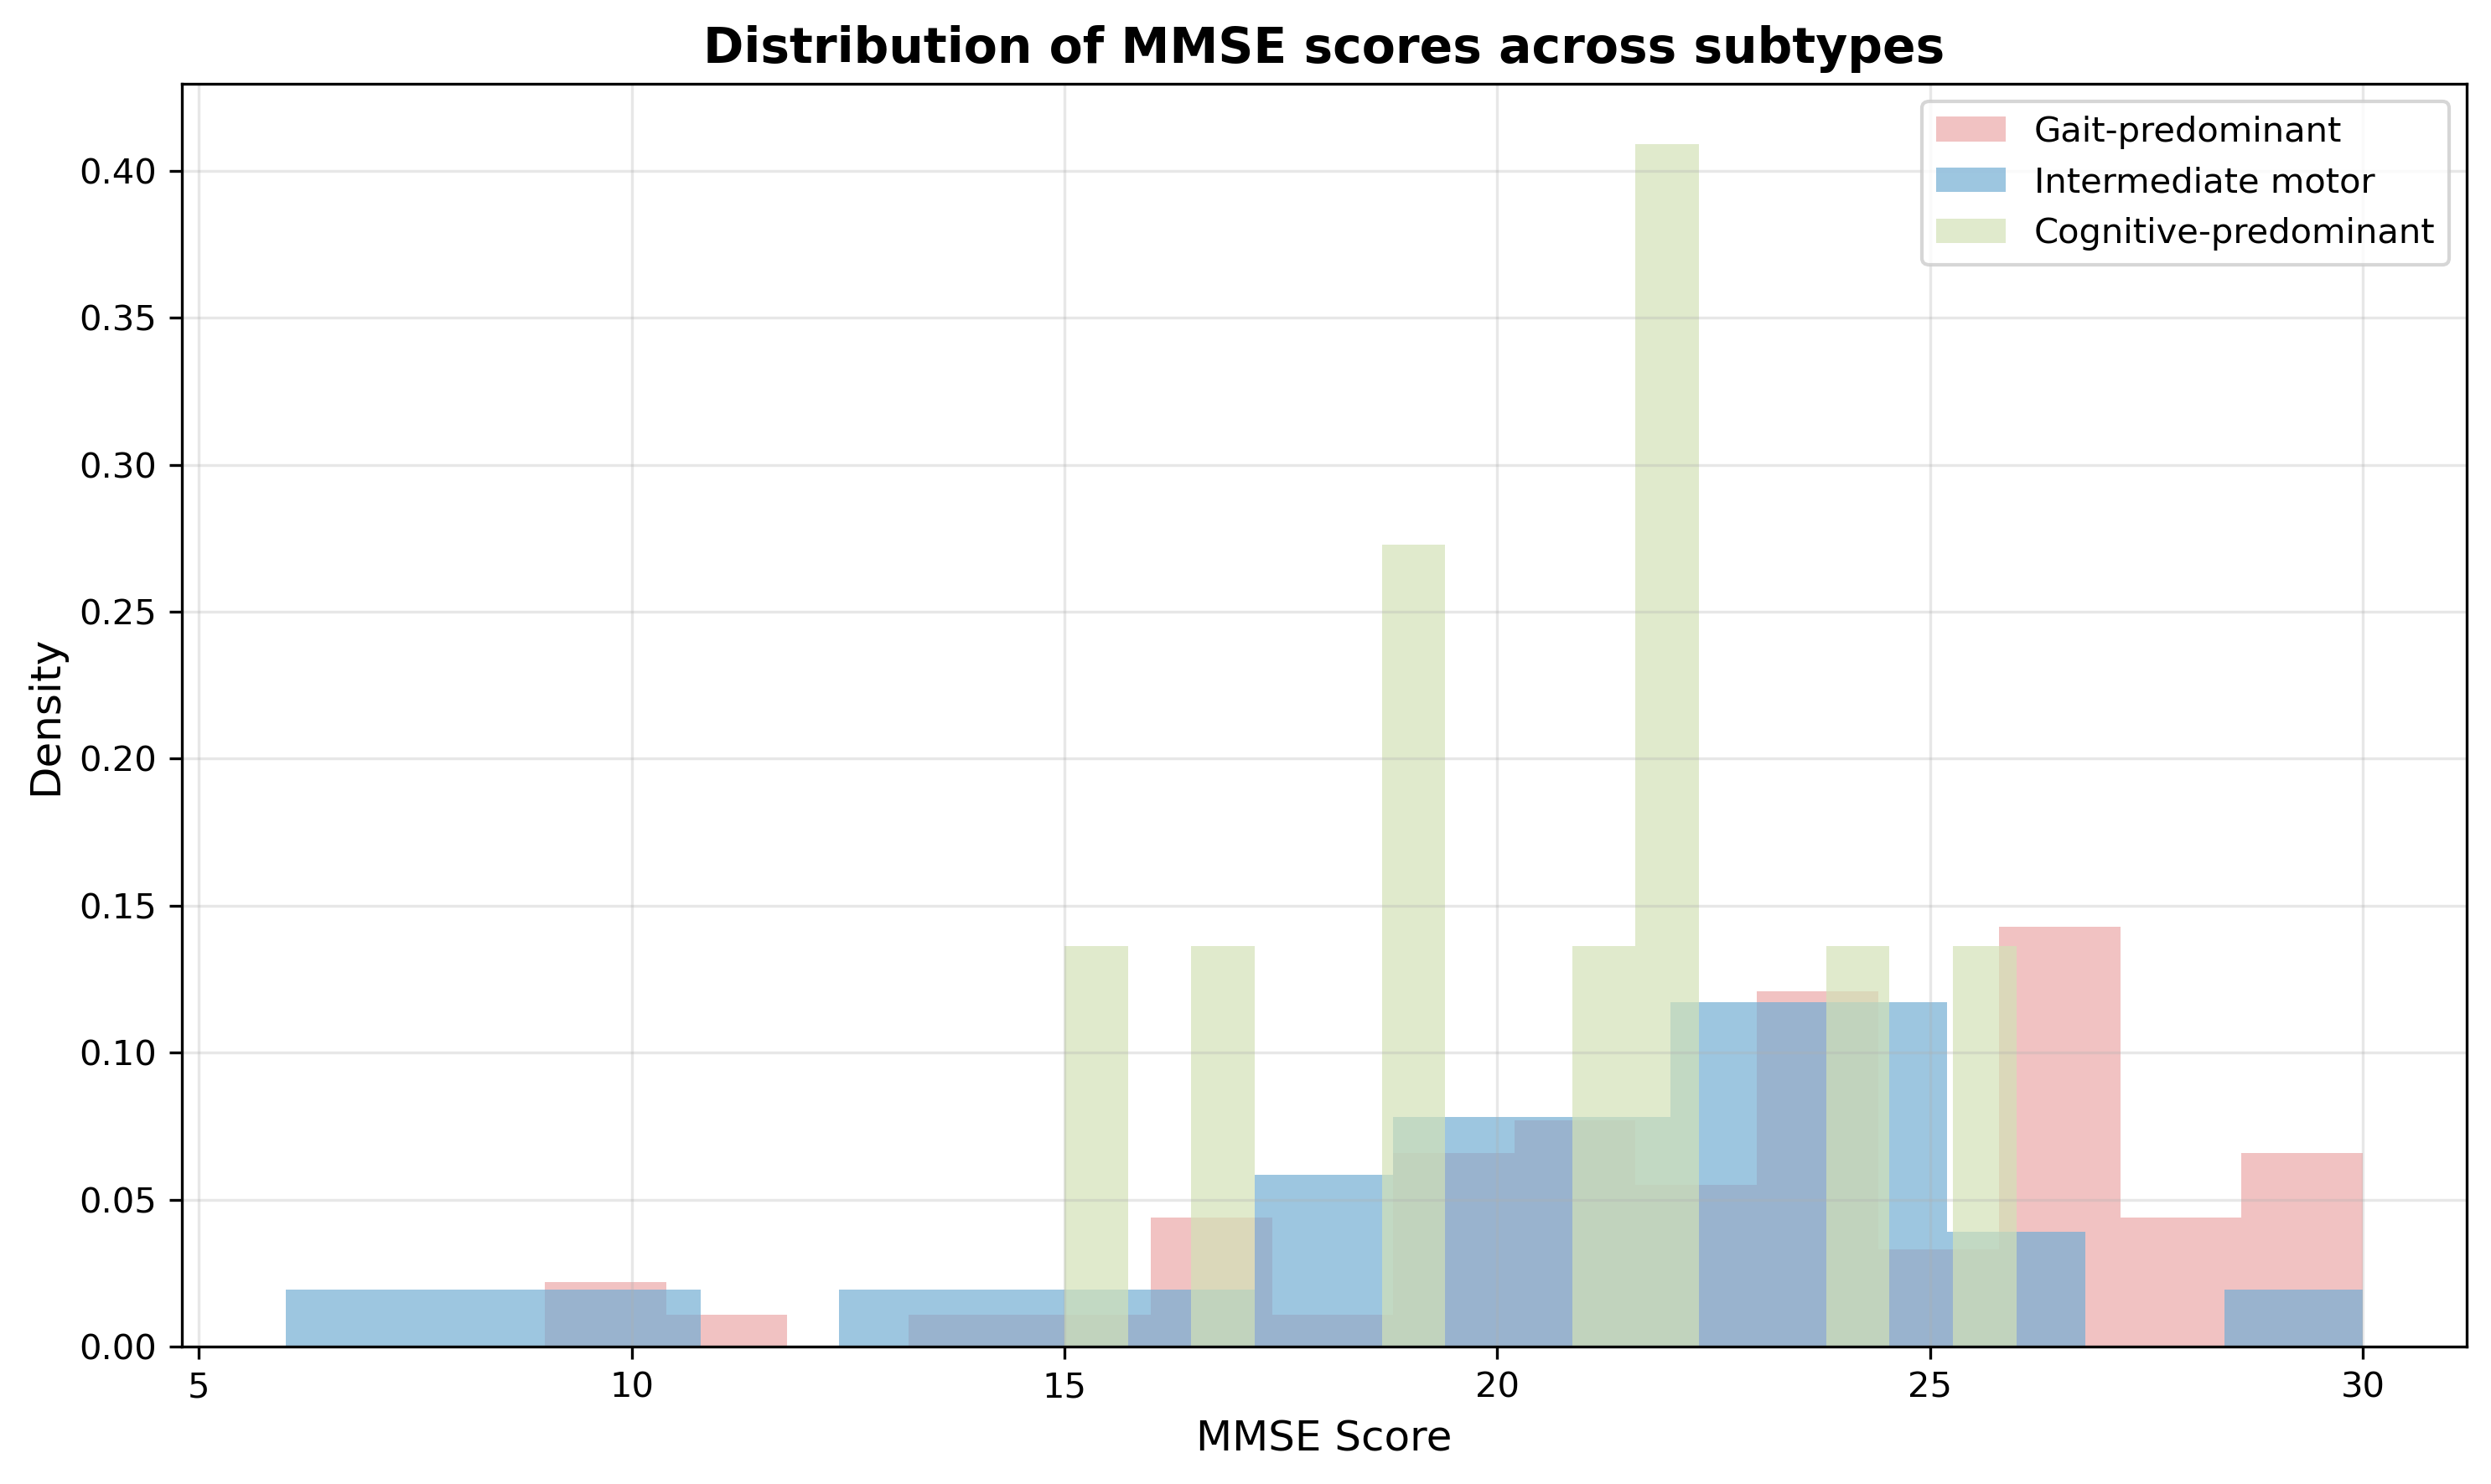 Distribution of MMSE scores across subtypes
Gait-predominant
Intermediate motor
Cognitive-predominant
Density
0.40
0.35
0.30
0.25
0.20
0.15
0.10
0.05
0.00
5 10 15 20 25 30
MMSE Score